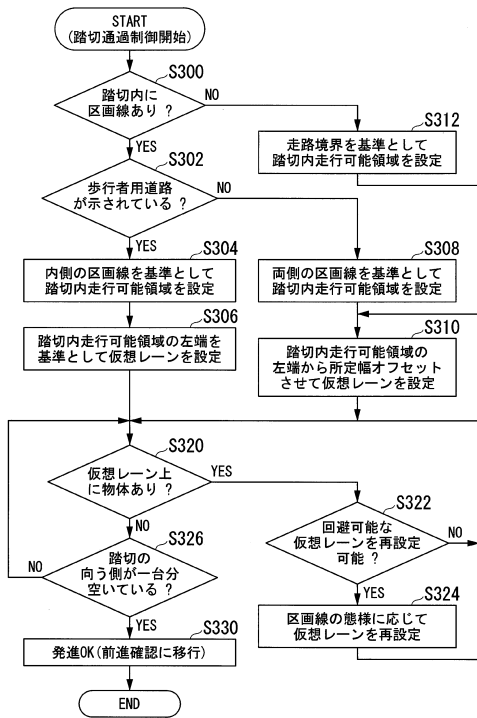 START
(踏切通過制御開始)
S300
踏切内に
区画線あり ?
NO
YES
S312
走路境界を基準として
踏切内走行可能領域を設定
S302
歩行者用道路
が示されている ?
NO
YES
S304
内側の区画線を基準として
踏切内走行可能領域を設定
S308
両側の区画線を基準として
踏切内走行可能領域を設定
S306
踏切内走行可能領域の左端を
基準として仮想レーンを設定
S310
踏切内走行可能領域の
左端から所定幅オフセット
させて仮想レーンを設定
S320
仮想レーン上
に物体あり ?
YES
NO
S322
回避可能な
仮想レーンを再設定
可能 ?
NO
YES
S326
踏切の
向う側が一台分
空いている ?
NO
YES
S324
区画線の態様に応じて
仮想レーンを再設定
S330
発進OK(前進確認に移行)
END